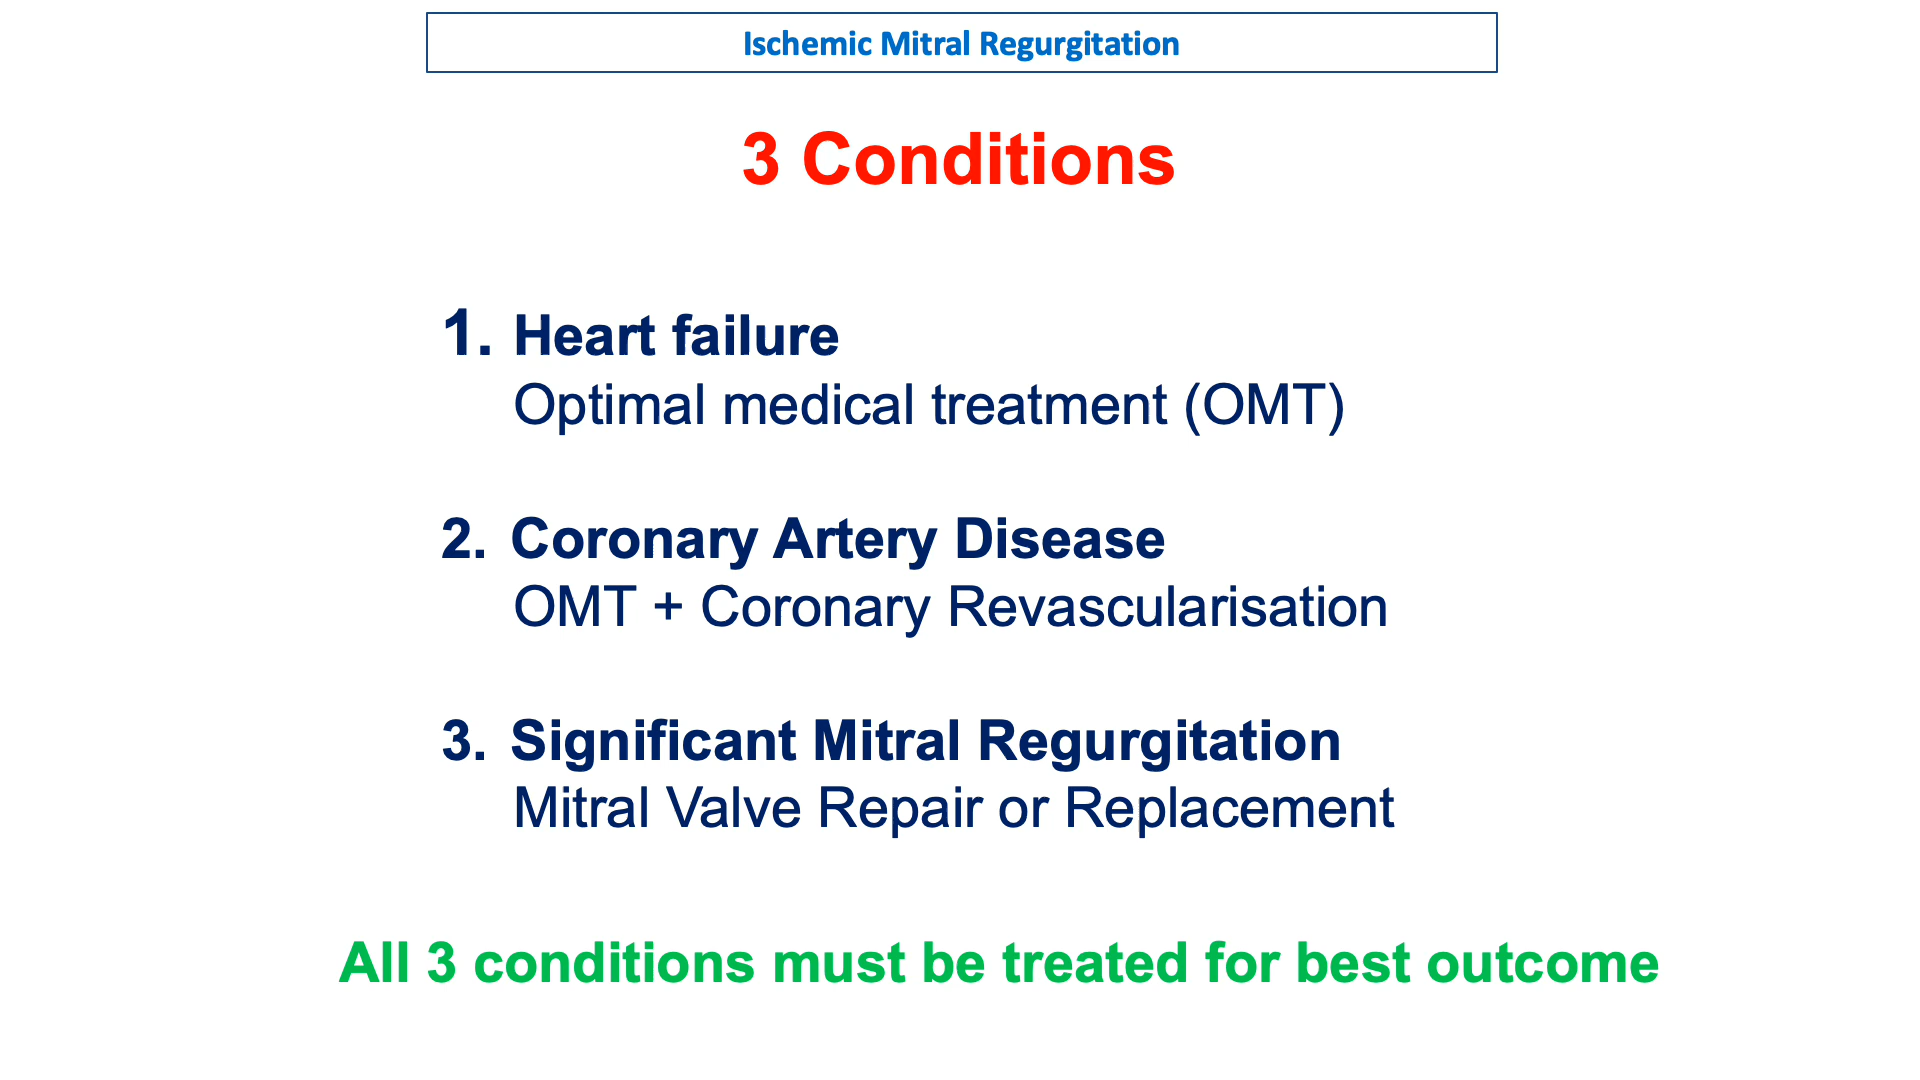 Ischemic Mitral Regurgitation
3 Conditions
1. Heart failure
Optimal medical treatment (OMT)
2. Coronary Artery Disease
OMT + Coronary Revascularisation
3. Significant Mitral Regurgitation
Mitral Valve Repair or Replacement
All 3 conditions must be treated for best outcome